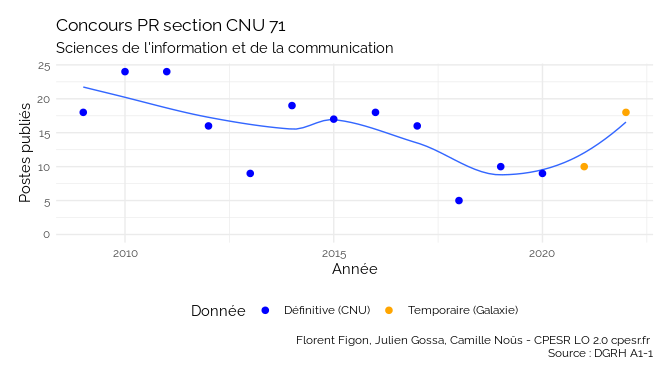 Concours PR section CNU 71
Sciences de l'information et de la communication
Postes publiés
25
20
15
10
5
0
2010
2015
2020
Année
Donnée
Définitive (CNU)
Temporaire (Galaxie)
Florent Figon, Julien Gossa, Camille Noûs - CPESR LO 2.0 cpesr.fr
Source : DGRH A1-1